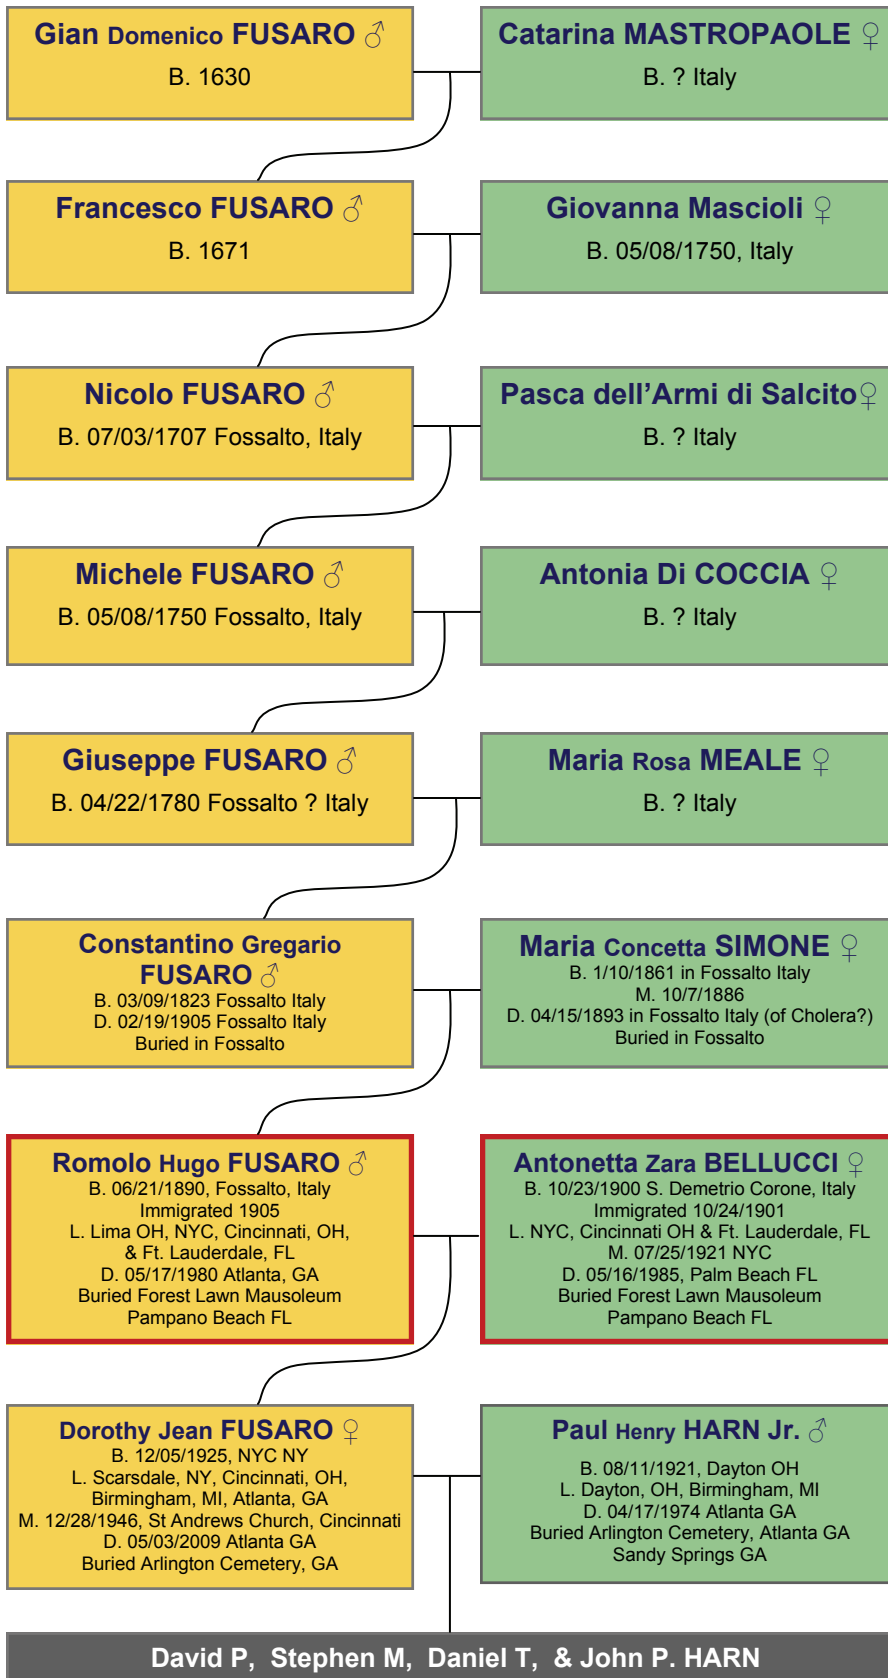 Gian Domenico FUSARO ♂
B. 1630
Catarina MASTROPAOLE ♀
B. ? Italy
Francesco FUSARO ♂
B. 1671
Giovanna Mascioli ♀
B. 05/08/1750, Italy
Nicolo FUSARO ♂
B. 07/03/1707 Fossalto, Italy
Pasca dell’Armi di Salcito♀
B. ? Italy
Michele FUSARO ♂
B. 05/08/1750 Fossalto, Italy
Antonia Di COCCIA ♀
B. ? Italy
Giuseppe FUSARO ♂
B. 04/22/1780 Fossalto ? Italy
Maria Rosa MEALE ♀
B. ? Italy
Constantino Gregario
FUSARO ♂
B. 03/09/1823 Fossalto Italy
D. 02/19/1905 Fossalto Italy
Buried in Fossalto
Maria Concetta SIMONE ♀
B. 1/10/1861 in Fossalto Italy
M. 10/7/1886
D. 04/15/1893 in Fossalto Italy (of Cholera?)
Buried in Fossalto
Romolo Hugo FUSARO ♂
B. 06/21/1890, Fossalto, Italy
Immigrated 1905
L. Lima OH, NYC, Cincinnati, OH,
& Ft. Lauderdale, FL
D. 05/17/1980 Atlanta, GA
Buried Forest Lawn Mausoleum
Pampano Beach FL
Antonetta Zara BELLUCCI ♀
B. 10/23/1900 S. Demetrio Corone, Italy
Immigrated 10/24/1901
L. NYC, Cincinnati OH & Ft. Lauderdale, FL
M. 07/25/1921 NYC
D. 05/16/1985, Palm Beach FL
Buried Forest Lawn Mausoleum
Pampano Beach FL
Dorothy Jean FUSARO ♀
B. 12/05/1925, NYC NY
L. Scarsdale, NY, Cincinnati, OH,
Birmingham, MI, Atlanta, GA
M. 12/28/1946, St Andrews Church, Cincinnati
D. 05/03/2009 Atlanta GA
Buried Arlington Cemetery, GA
Paul Henry HARN Jr. ♂
B. 08/11/1921, Dayton OH
L. Dayton, OH, Birmingham, MI
D. 04/17/1974 Atlanta GA
Buried Arlington Cemetery, Atlanta GA
Sandy Springs GA
David P, Stephen M, Daniel T, & John P. HARN